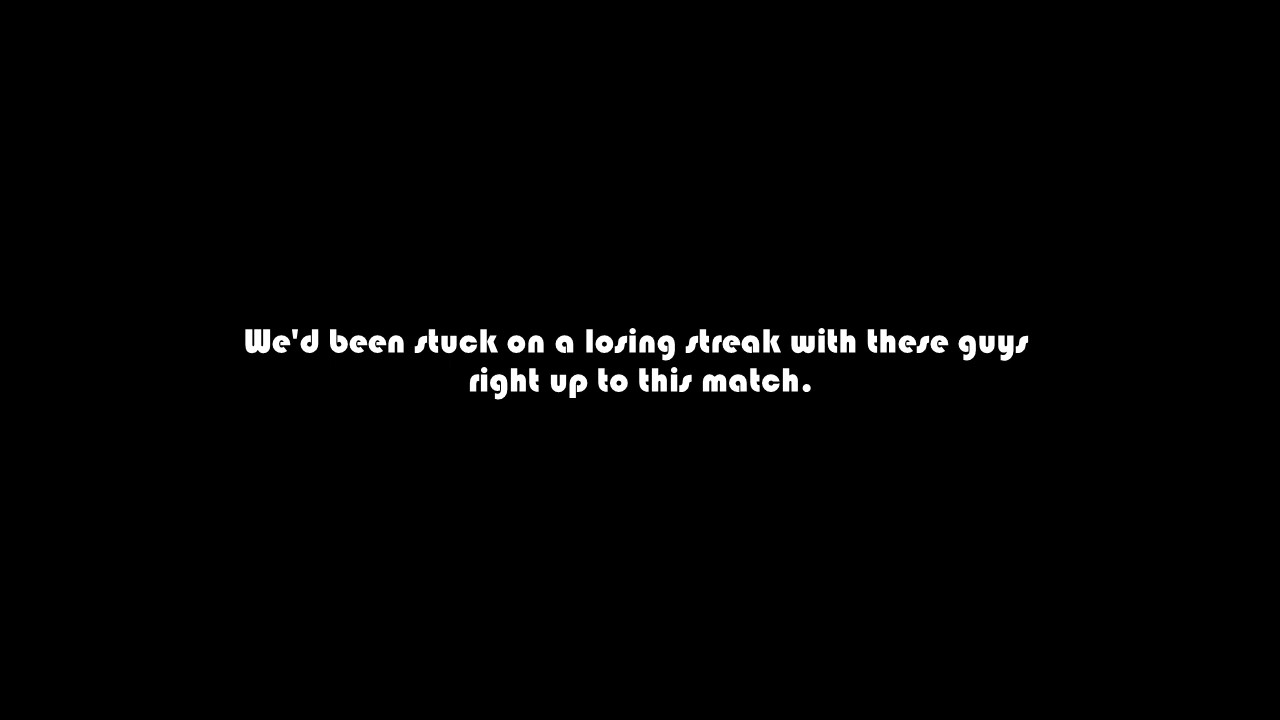 We'd been stuck on a losing streak with these guys
right up to this match.